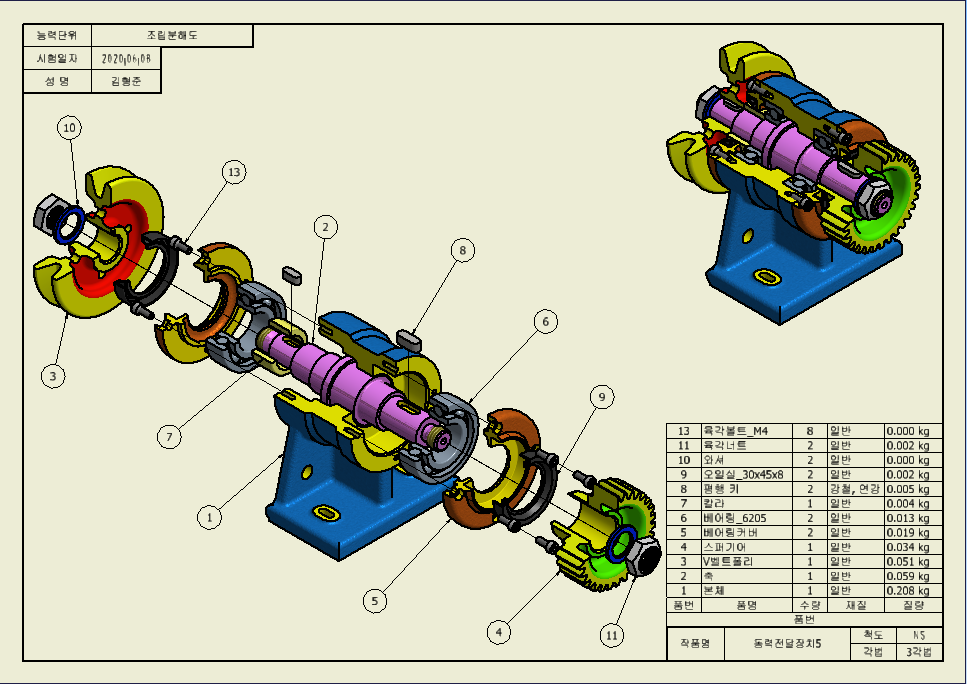 능력단위 조립분해도
시험일자 2020,06,08
성 명 김형준
10
13
2
8
6
3
9
7
1
5
4
11
13 육각볼트_M4 8 일반 0.000 kg
11 육각너트 2 일반 0.002 kg
10 와셔 2 일반 0.000 kg
9 오일실_30x45x8 2 일반 0.002 kg
8 평행 키 2 강철, 연강 0.005 kg
7 칼라 1 일반 0.004 kg
6 베어링_6205 2 일반 0.013 kg
5 베어링커버 2 일반 0.019 kg
4 스퍼기어 1 일반 0.034 kg
3 V벨트풀리 1 일반 0.051 kg
2 축 1 일반 0.059 kg
1 본체 1 일반 0.208 kg
품번 품명 수량 재질 질량
품번
작품명 동력전달장치5 척도 NS
각법 3각법